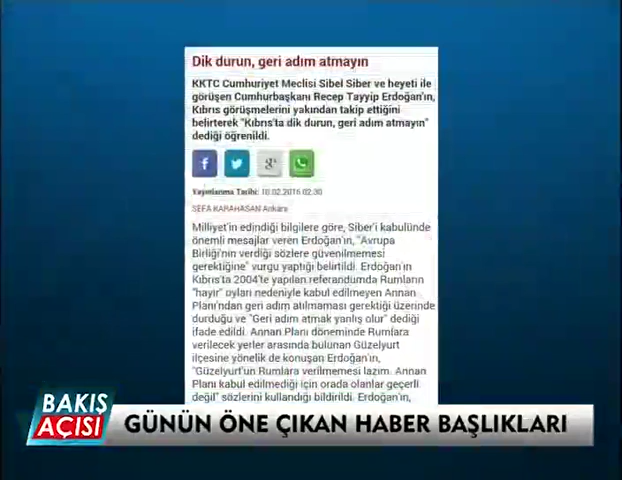 Dik durun, geri adım atmayın
KKTC Cumhuriyet Meclisi Sibel Siber ve heyeti ile
görüşen Cumhurbaşkanı Recep Tayyip Erdoğan'ın,
Kıbrıs görüşmelerini yakından takip ettiğini
belirterek "Kıbrıs'ta dik durun, geri adım atmayın"
dediği öğrenildi.
f g+
Yayınlanma Tarihi: 10.02.2016 02:30
SEFA KARAHASAN Ankara
Milliyet'in edindiği bilgilere göre, Siber'i kabulünde
önemli mesajlar veren Erdoğan'ın, "Avrupa
Birliği'nin verdiği sözlere güvenilmemesi
gerektiğine" vurgu yaptığı belirtildi. Erdoğan'ın
Kıbrıs'ta 2004'te yapılan referandumda Rumların
"hayır" oyları nedeniyle kabul edilmeyen Annan
Planı'ndan geri adım atılmaması gerektiği üzerinde
durduğu ve "Geri adım atmak yanlış olur" dediği
ifade edildi. Annan Planı döneminde Rumlara
verilecek yerler arasında bulunan Güzelyurt
ilçesine yönelik de konuşan Erdoğan'ın,
"Güzelyurt'un Rumlara verilmemesi lazım. Annan
Planı kabul edilmediği için orada olanlar geçerli
değil" sözlerini kullandığı bildirildi. Erdoğan'ın,
BAKIŞ
AÇISI
GÜNÜN ÖNE ÇIKAN HABER BAŞLIKLARI